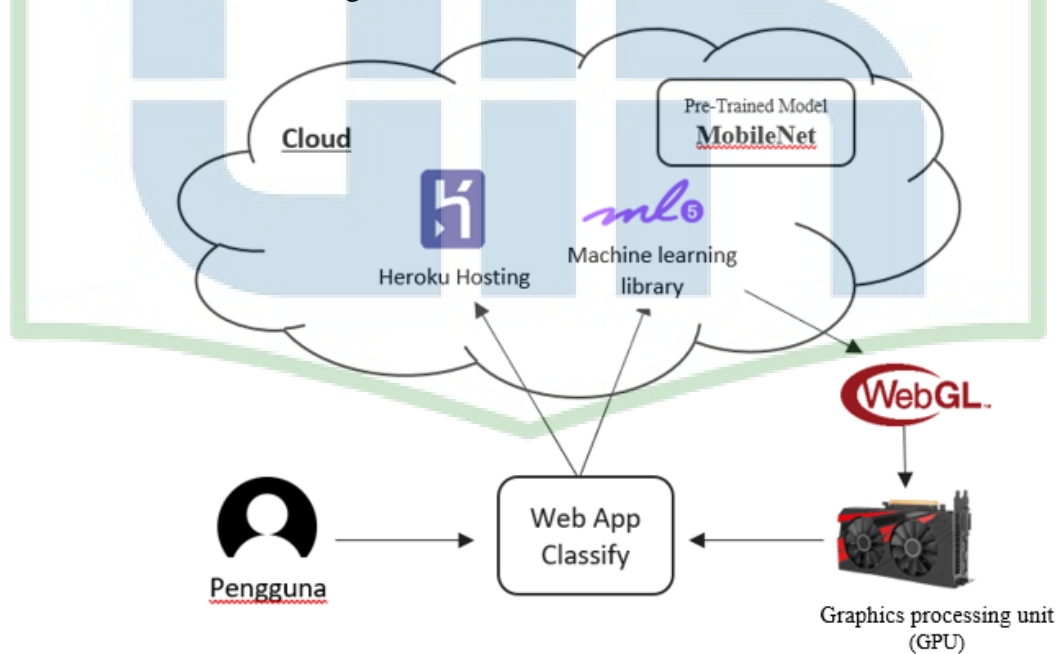 Cloud
Pre-Trained Model
MobileNet
ml5
Heroku Hosting
Machine learning
library
WebGL™
Web App
Classify
Pengguna
Graphics processing unit
(GPU)